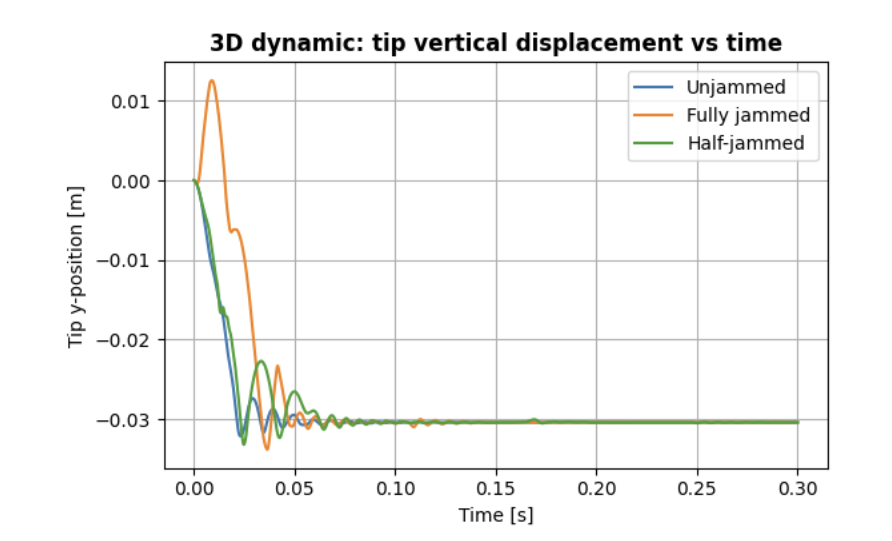 3D dynamic: tip vertical displacement vs time
Unjammed
Fully jammed
Half-jammed
Tip y-position [m]
0.01
0.00
−0.01
−0.02
−0.03
0.00 0.05 0.10 0.15 0.20 0.25 0.30
Time [s]